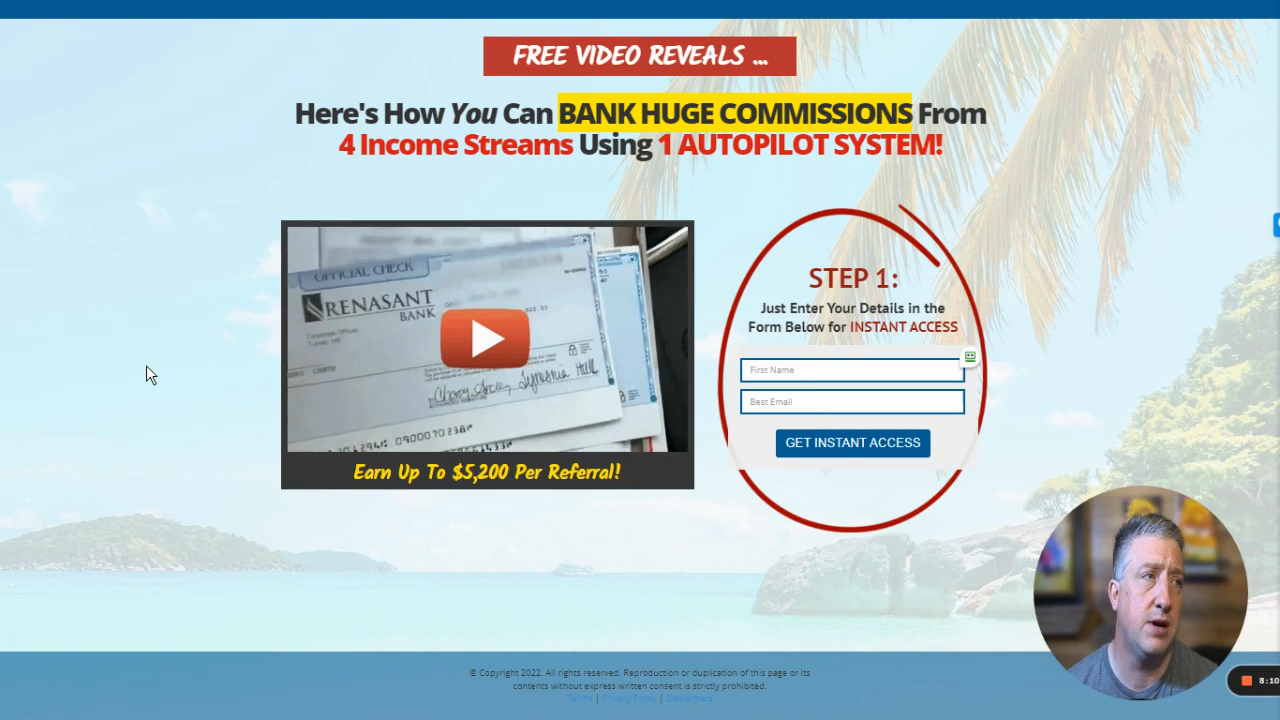 FREE VIDEO REVEALS ...
Here's How You Can BANK HUGE COMMISSIONS From
4 Income Streams Using 1 AUTOPILOT SYSTEM!
OFFICIAL CHECK
RENASANT
BANK
Earn Up To $5,200 Per Referral!
STEP 1:
Just Enter Your Details in the
Form Below for INSTANT ACCESS
First Name
Best Email
GET INSTANT ACCESS
© Copyright 2022. All rights reserved. Reproduction or duplication of this page or its
contents without express written consent is strictly prohibited.
Terms | Privacy Policy | Disclaimers
8:10